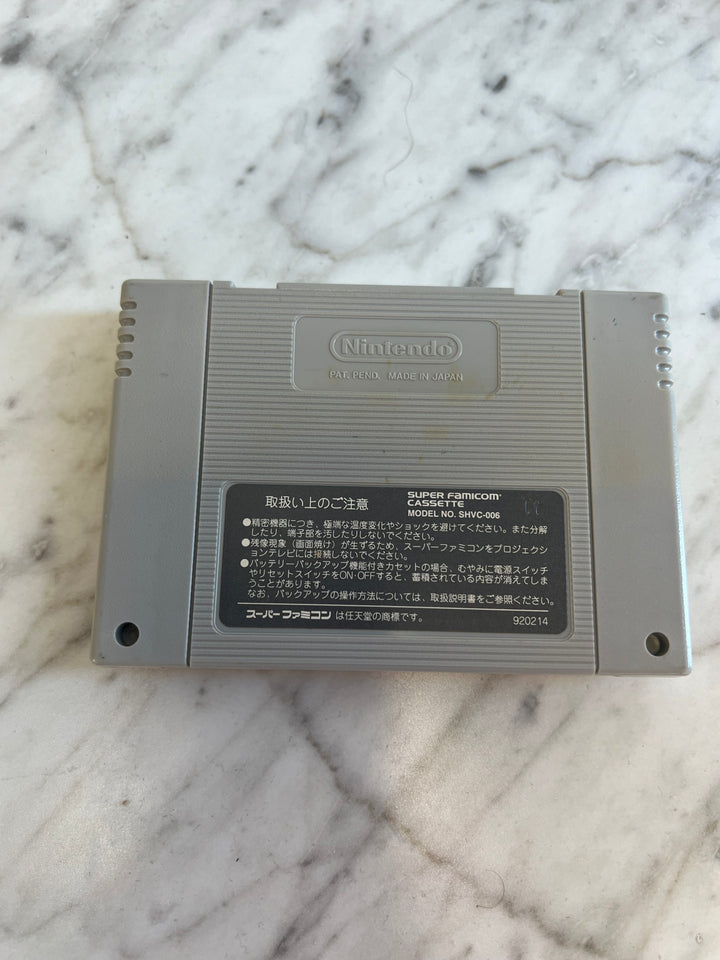 Nintendo
PAT. PEND. MADE IN JAPAN
取扱い上のご注意
SUPER FAMICOM
CASSETTE
MODEL NO. SHVC-006
●精密機器につき、極端な温度変化やショックを避けてください。また分解
したり、端子部を汚したりしないでください。
●残像現象(画面焼け)が生ずるため、スーパーファミコンをプロジェクシ
ョンテレビには接続しないでください。
●バッテリーバックアップ機能付きカセットの場合、むやみに電源スイッチ
やリセットスイッチをON・OFFすると、蓄積されている内容が消えてしま
うことがあります。
なお、バックアップの操作方法については、取扱説明書をご参照ください。
スーパーファミコン は任天堂の商標です。
920214